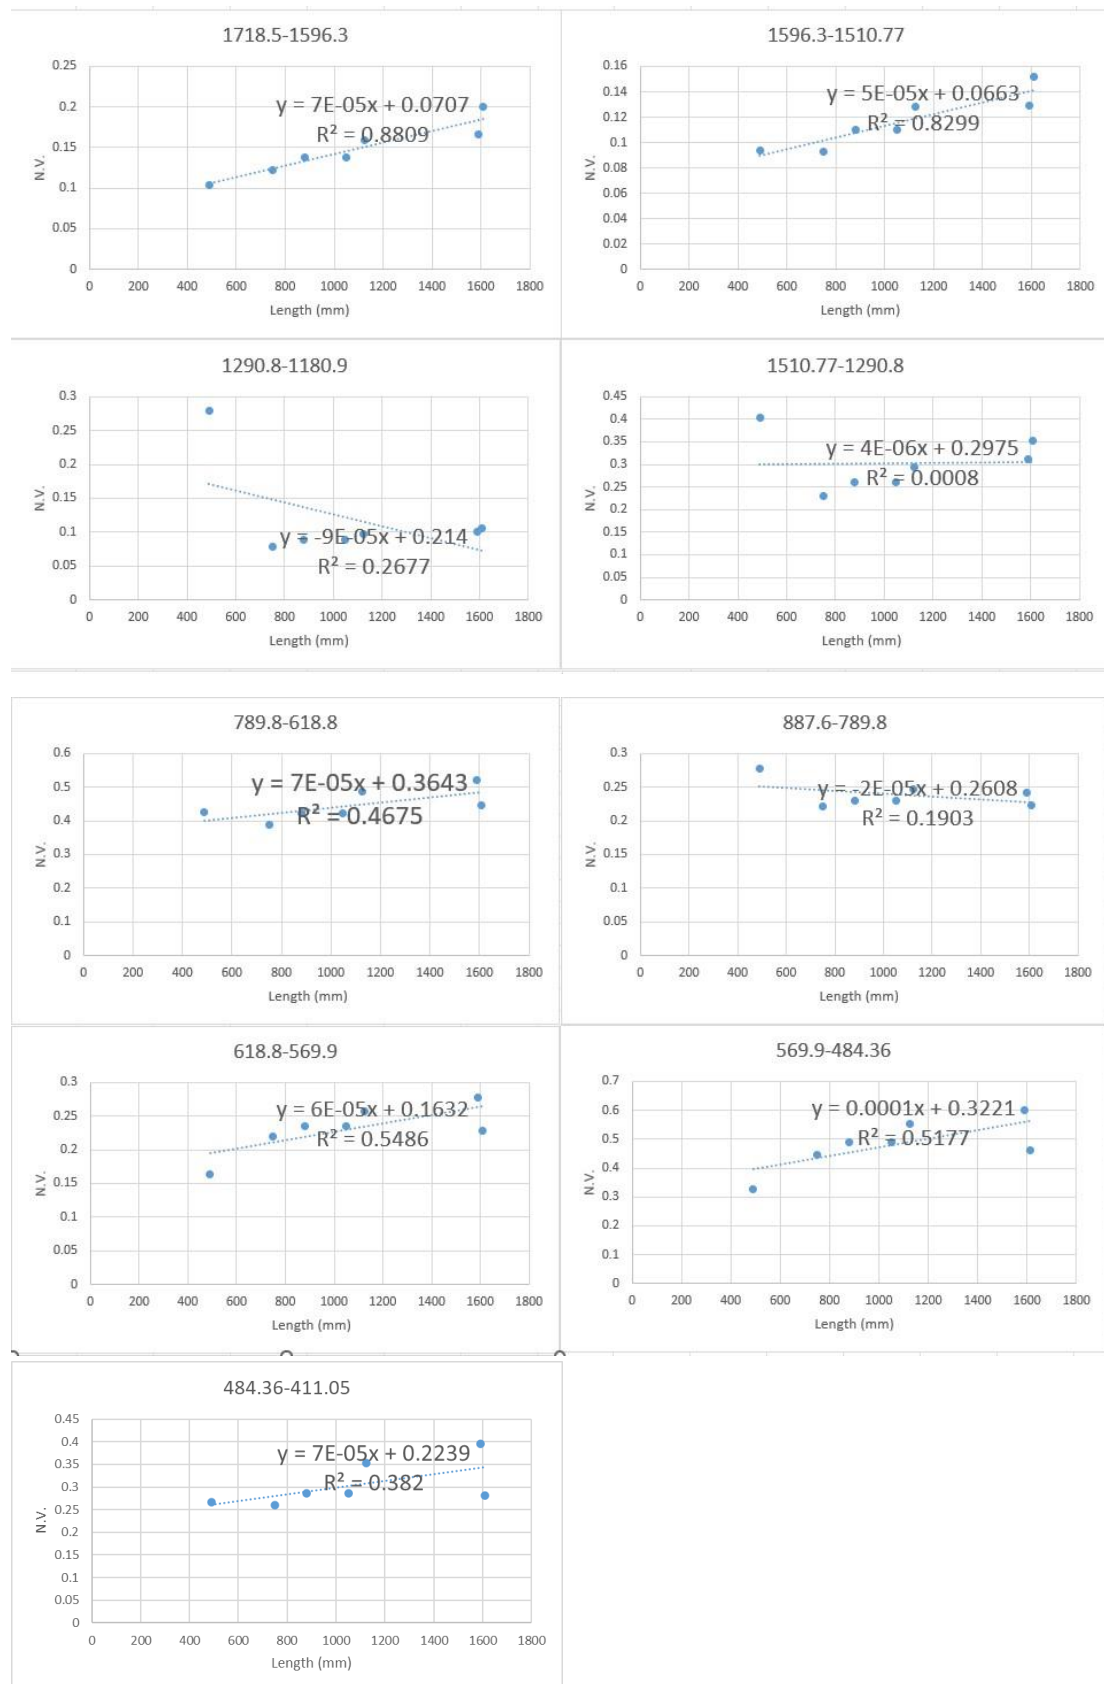 1718.5-1596.3
0.25
0.2
0.15
0.1
0.05
0
N.V.
y = 7E-05x + 0.0707
R² = 0.8809
0 200 400 600 800 1000 1200 1400 1600 1800
Length (mm)
1596.3-1510.77
0.16
0.14
0.12
0.1
0.08
0.06
0.04
0.02
0
N.V.
y = 5E-05x + 0.0663
R² = 0.8299
0 200 400 600 800 1000 1200 1400 1600 1800
Length (mm)
1290.8-1180.9
0.3
0.25
0.2
0.15
0.1
0.05
0
N.V.
y = -9E-05x + 0.214
R² = 0.2677
0 200 400 600 800 1000 1200 1400 1600 1800
Length (mm)
1510.77-1290.8
0.45
0.4
0.35
0.3
0.25
0.2
0.15
0.1
0.05
0
N.V.
y = 4E-06x + 0.2975
R² = 0.0008
0 200 400 600 800 1000 1200 1400 1600 1800
Length (mm)
789.8-618.8
0.6
0.5
0.4
0.3
0.2
0.1
0
N.V.
y = 7E-05x + 0.3643
R² = 0.4675
0 200 400 600 800 1000 1200 1400 1600 1800
Length (mm)
887.6-789.8
0.3
0.25
0.2
0.15
0.1
0.05
0
N.V.
y = -2E-05x + 0.2608
R² = 0.1903
0 200 400 600 800 1000 1200 1400 1600 1800
Length (mm)
618.8-569.9
0.3
0.25
0.2
0.15
0.1
0.05
0
N.V.
y = 6E-05x + 0.1632
R² = 0.5486
0 200 400 600 800 1000 1200 1400 1600 1800
Length (mm)
569.9-484.36
0.7
0.6
0.5
0.4
0.3
0.2
0.1
0
N.V.
y = 0.0001x + 0.3221
R² = 0.5177
0 200 400 600 800 1000 1200 1400 1600 1800
Length (mm)
484.36-411.05
0.45
0.4
0.35
0.3
0.25
0.2
0.15
0.1
0.05
0
N.V.
y = 7E-05x + 0.2239
R² = 0.382
0 200 400 600 800 1000 1200 1400 1600 1800
Length (mm)